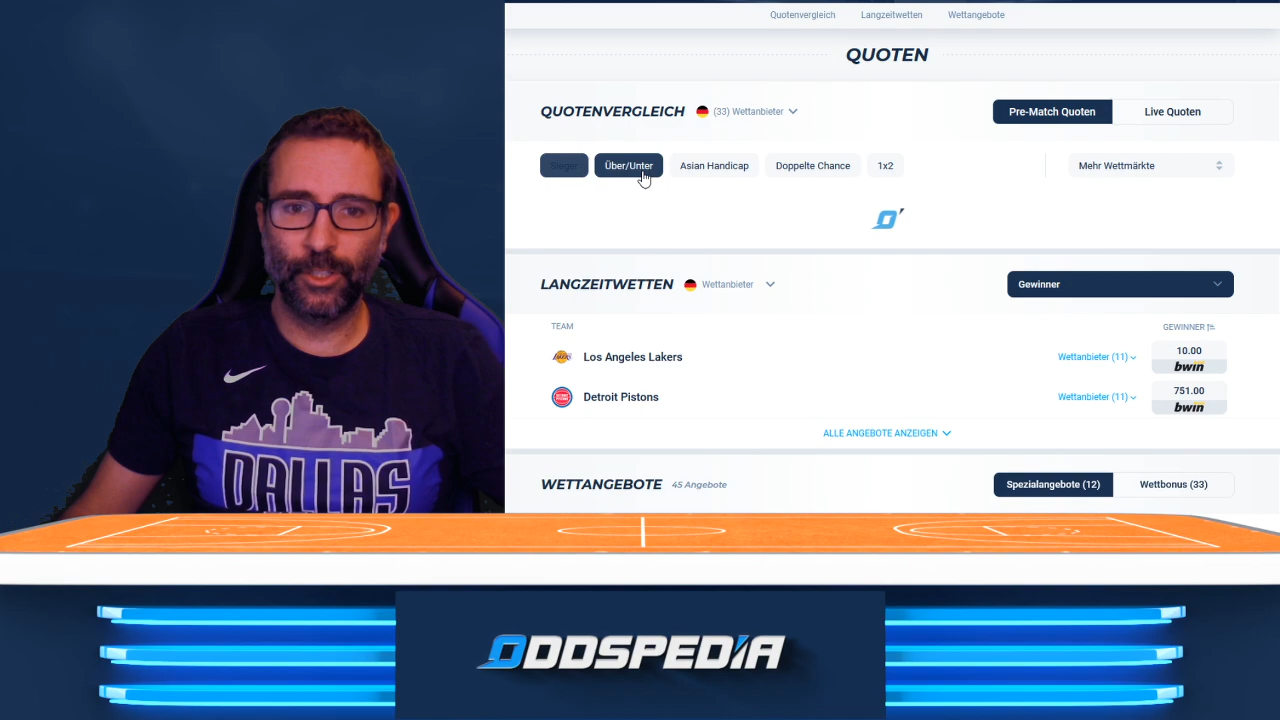 Quotenvergleich Langzeitwetten Wettangebote
QUOTEN
QUOTENVERGLEICH (33) Wettanbieter
Pre-Match Quoten Live Quoten
Sieger Über/Unter Asian Handicap Doppelte Chance 1x2 Mehr Wettmärkte
LANGZEITWETTEN Wettanbieter Gewinner
TEAM GEWINNER
LAKERS Los Angeles Lakers Wettanbieter (11) 10.00
bwin
Detroit Pistons Wettanbieter (11) 751.00
bwin
ALLE ANGEBOTE ANZEIGEN
WETTANGEBOTE 45 Angebote Spezialangebote (12) Wettbonus (33)
DALLAS
ODDSPEDIA